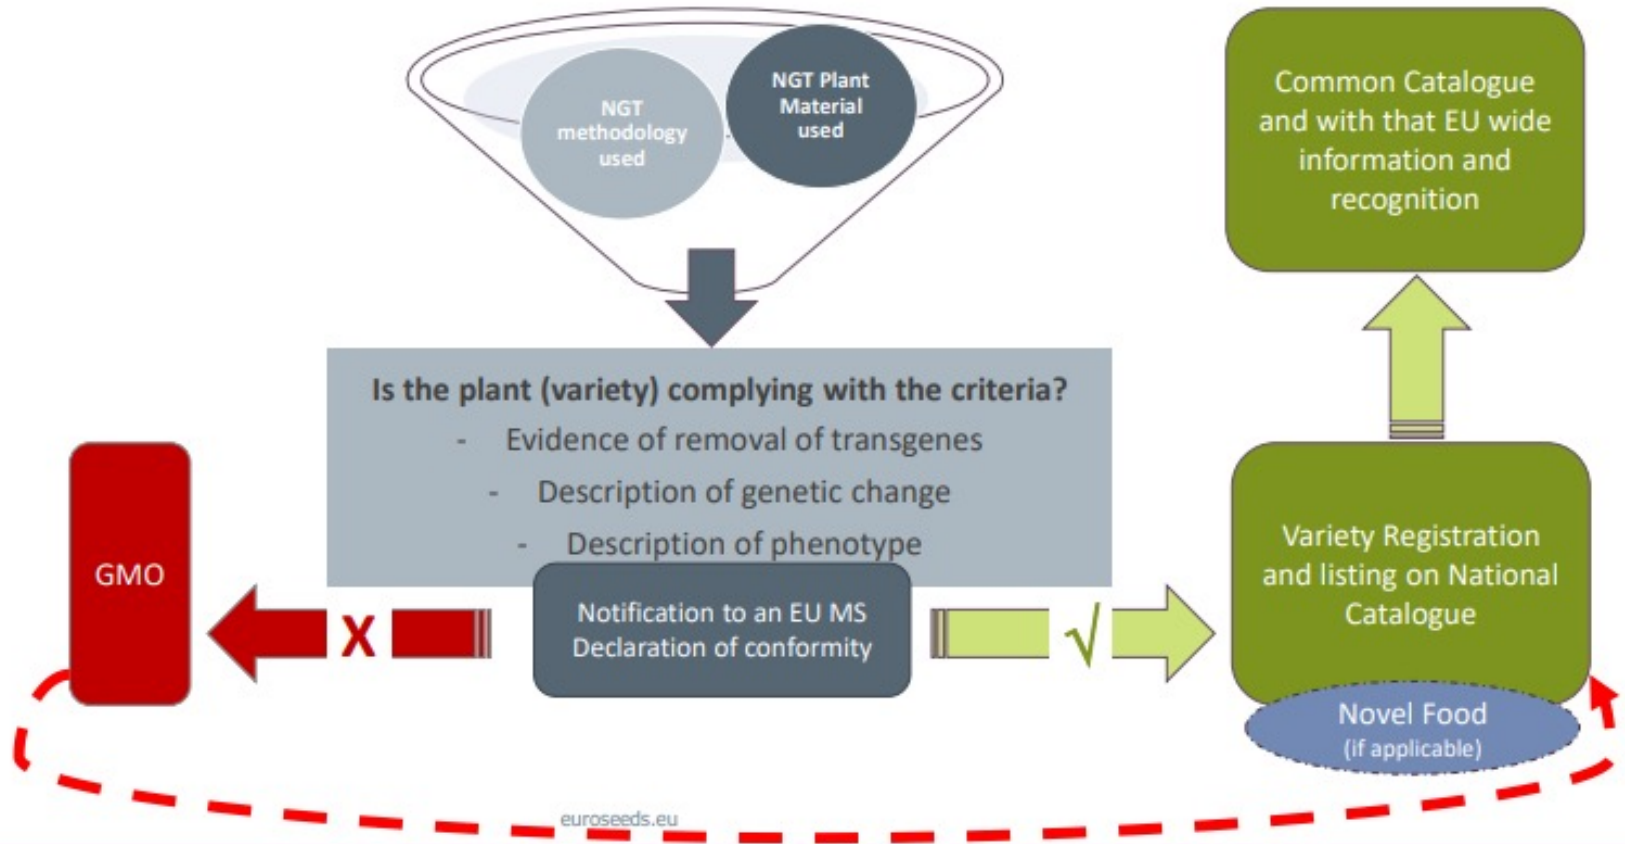 NGT
methodology
used
NGT Plant
Material
used
Is the plant (variety) complying with the criteria?
- Evidence of removal of transgenes
- Description of genetic change
- Description of phenotype
Notification to an EU MS
Declaration of conformity
X
GMO
√
Common Catalogue
and with that EU wide
information and
recognition
Variety Registration
and listing on National
Catalogue
Novel Food
(if applicable)
euroseeds.eu